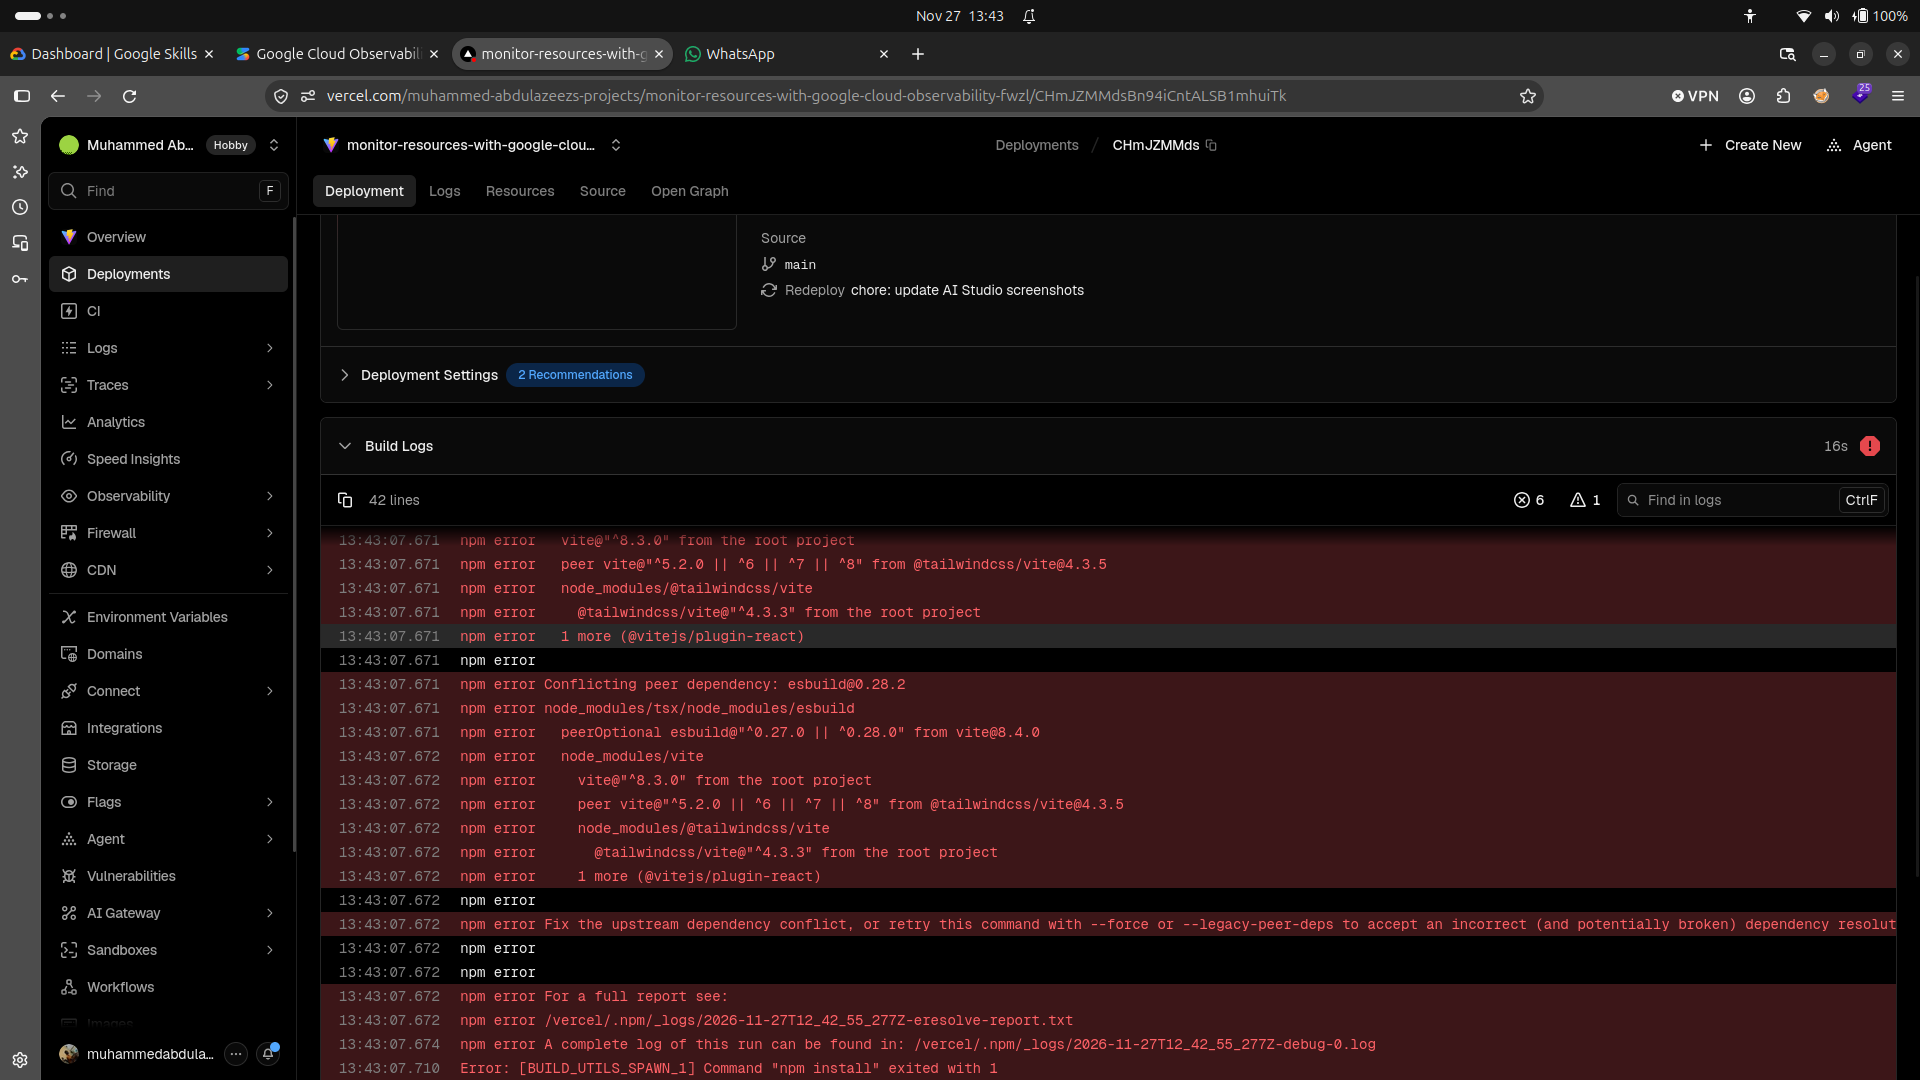 Nov 27 13:43
100%
Dashboard | Google Skills
Google Cloud Observabil
monitor-resources-with-g
WhatsApp
vercel.com/muhammed-abdulazeezs-projects/monitor-resources-with-google-cloud-observability-fwzl/CHmJZMMdsBn94iCntALSB1mhuiTk
VPN
25
Muhammed Ab...
Hobby
monitor-resources-with-google-clou...
Deployments / CHmJZMMds
Create New
Agent
Find
F
Deployment
Logs
Resources
Source
Open Graph
Overview
Deployments
CI
Logs
Traces
Analytics
Speed Insights
Observability
Firewall
CDN
Environment Variables
Domains
Connect
Integrations
Storage
Flags
Agent
Vulnerabilities
AI Gateway
Sandboxes
Workflows
Images
muhammedabdula...
Source
main
Redeploy chore: update AI Studio screenshots
Deployment Settings
2 Recommendations
Build Logs
16s
42 lines
6
1
Find in logs
CtrlF
13:43:07.671 npm error   vite@"^8.3.0" from the root project
13:43:07.671 npm error   peer vite@"^5.2.0 || ^6 || ^7 || ^8" from @tailwindcss/vite@4.3.5
13:43:07.671 npm error   node_modules/@tailwindcss/vite
13:43:07.671 npm error     @tailwindcss/vite@"^4.3.3" from the root project
13:43:07.671 npm error   1 more (@vitejs/plugin-react)
13:43:07.671 npm error
13:43:07.671 npm error Conflicting peer dependency: esbuild@0.28.2
13:43:07.671 npm error node_modules/tsx/node_modules/esbuild
13:43:07.671 npm error   peerOptional esbuild@"^0.27.0 || ^0.28.0" from vite@8.4.0
13:43:07.672 npm error   node_modules/vite
13:43:07.672 npm error     vite@"^8.3.0" from the root project
13:43:07.672 npm error     peer vite@"^5.2.0 || ^6 || ^7 || ^8" from @tailwindcss/vite@4.3.5
13:43:07.672 npm error     node_modules/@tailwindcss/vite
13:43:07.672 npm error       @tailwindcss/vite@"^4.3.3" from the root project
13:43:07.672 npm error     1 more (@vitejs/plugin-react)
13:43:07.672 npm error
13:43:07.672 npm error Fix the upstream dependency conflict, or retry this command with --force or --legacy-peer-deps to accept an incorrect (and potentially broken) dependency resolut
13:43:07.672 npm error
13:43:07.672 npm error
13:43:07.672 npm error For a full report see:
13:43:07.672 npm error /vercel/.npm/_logs/2026-11-27T12_42_55_277Z-eresolve-report.txt
13:43:07.674 npm error A complete log of this run can be found in: /vercel/.npm/_logs/2026-11-27T12_42_55_277Z-debug-0.log
13:43:07.710 Error: [BUILD_UTILS_SPAWN_1] Command "npm install" exited with 1